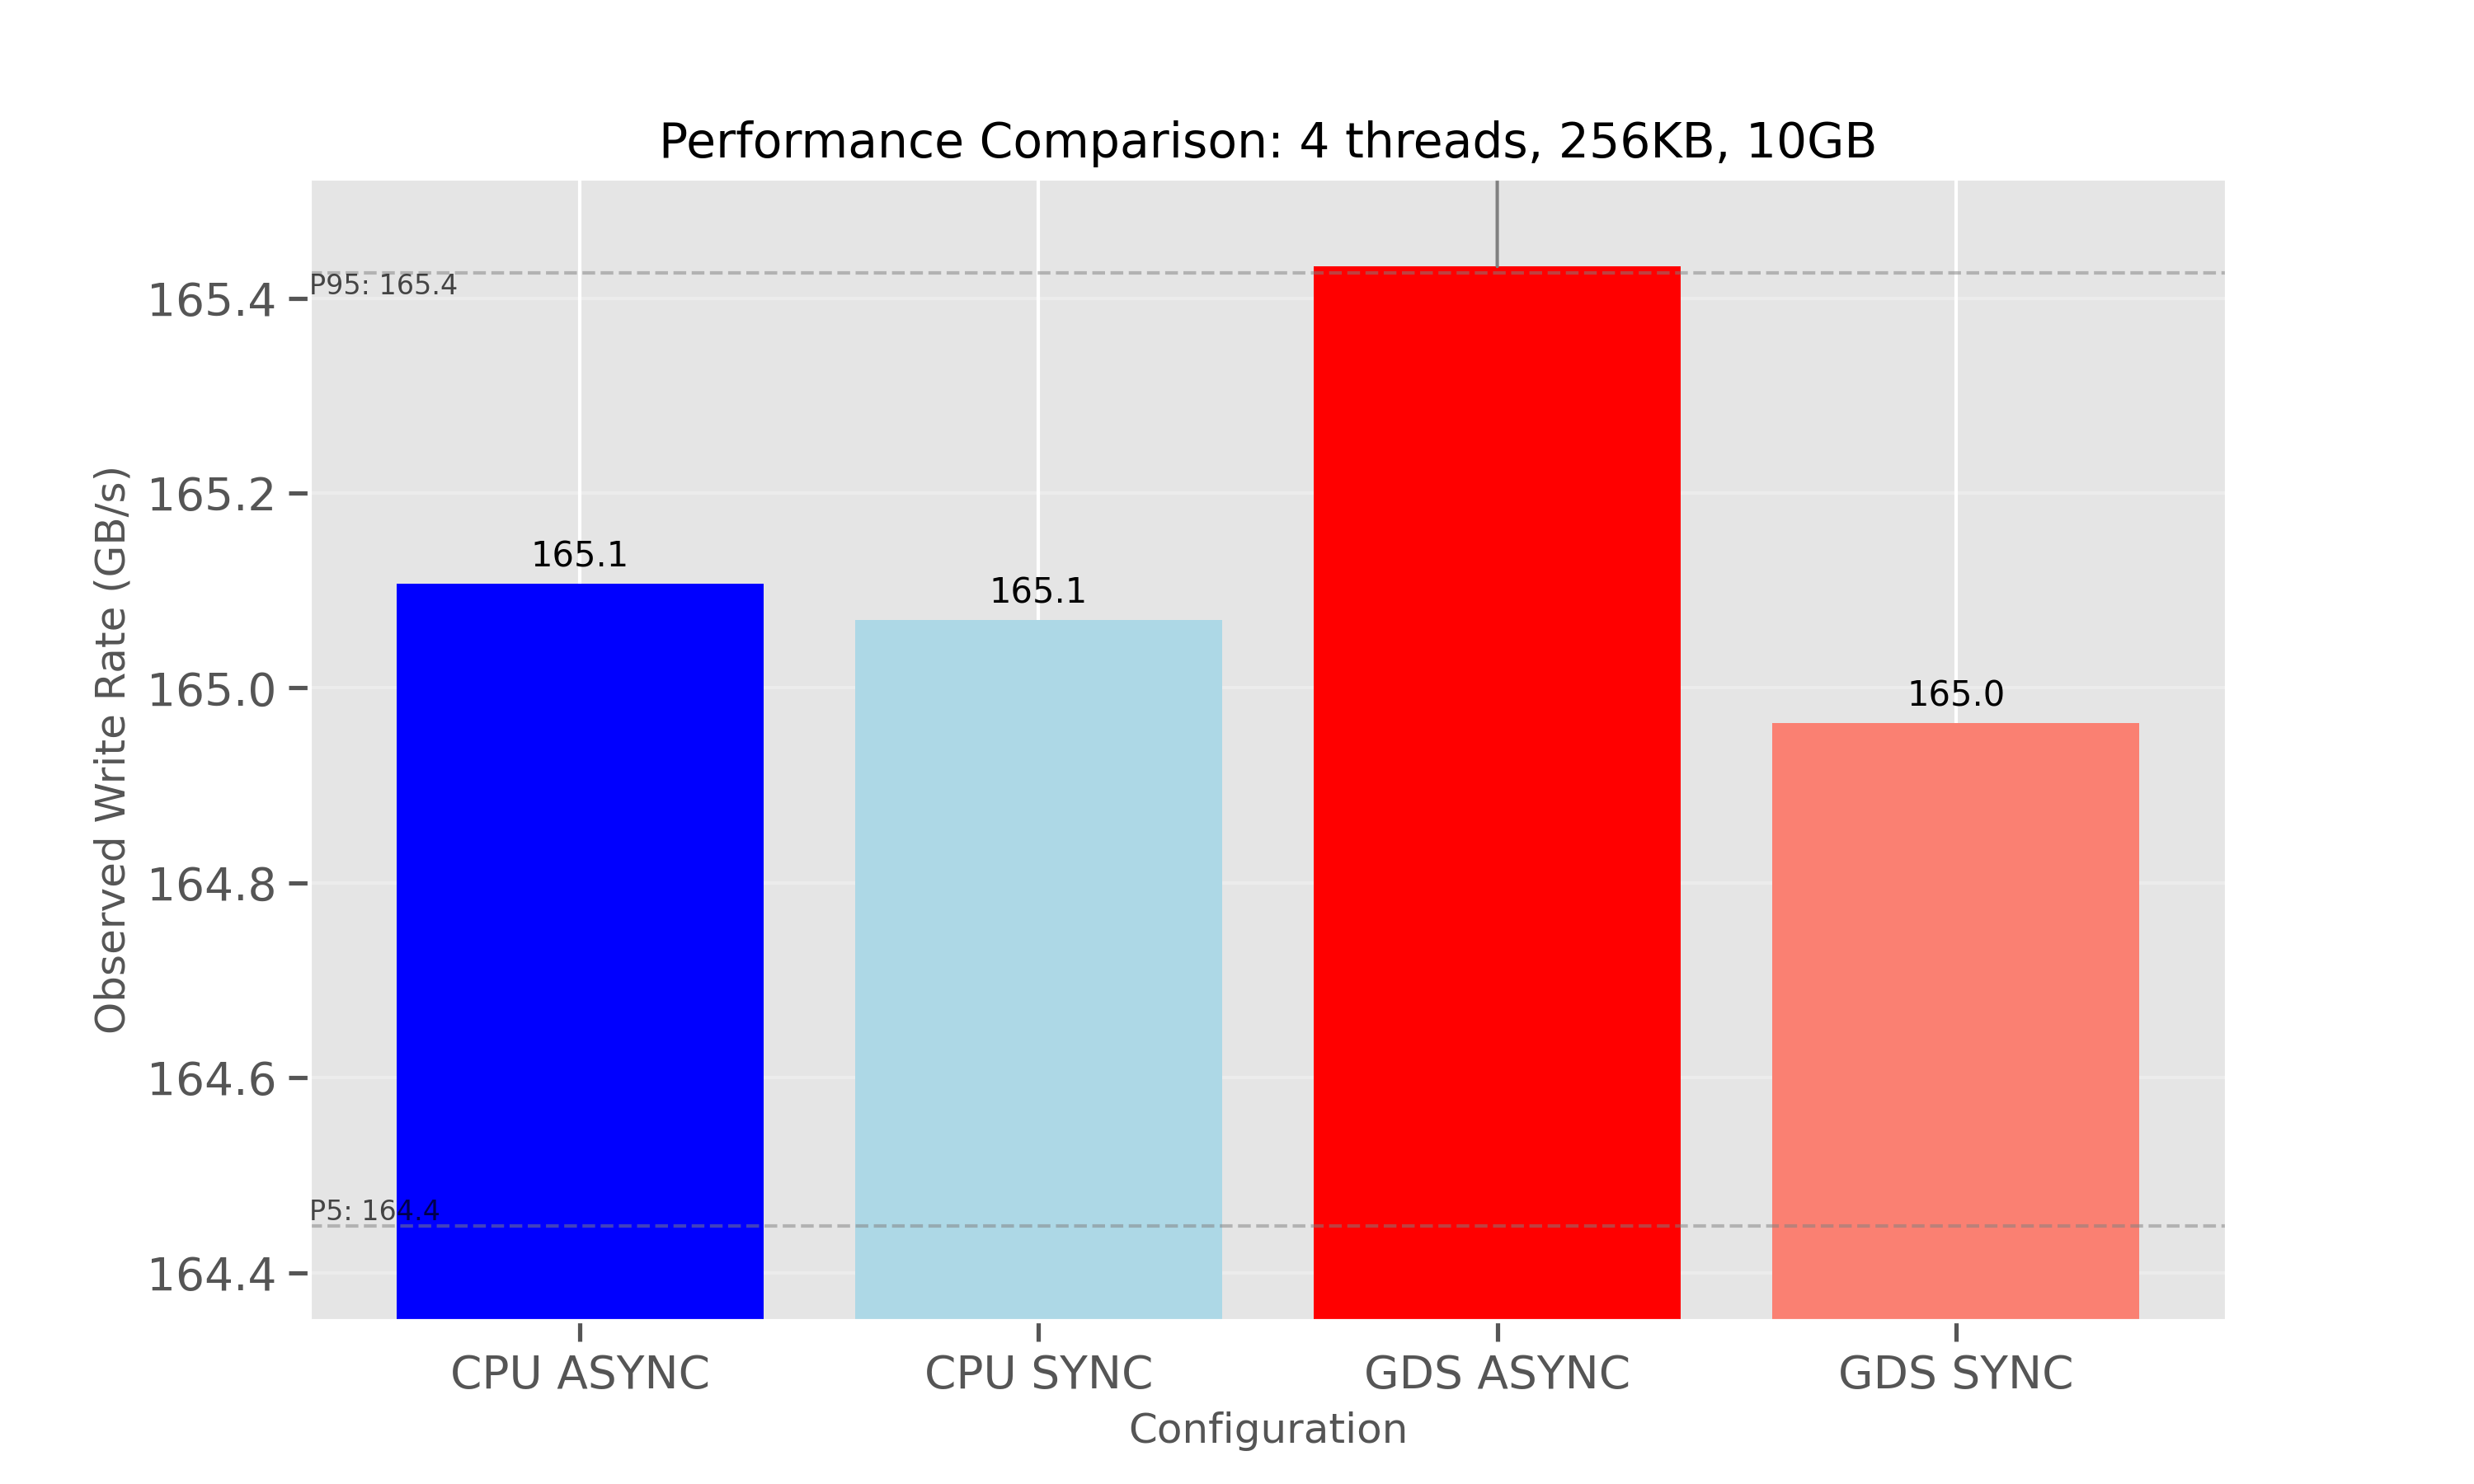 Performance Comparison: 4 threads, 256KB, 10GB
Observed Write Rate (GB/s)
165.4
165.2
165.0
164.8
164.6
164.4
P95: 165.4
P5: 164.4
165.1
165.1
165.0
CPU ASYNC
CPU SYNC
GDS ASYNC
GDS SYNC
Configuration